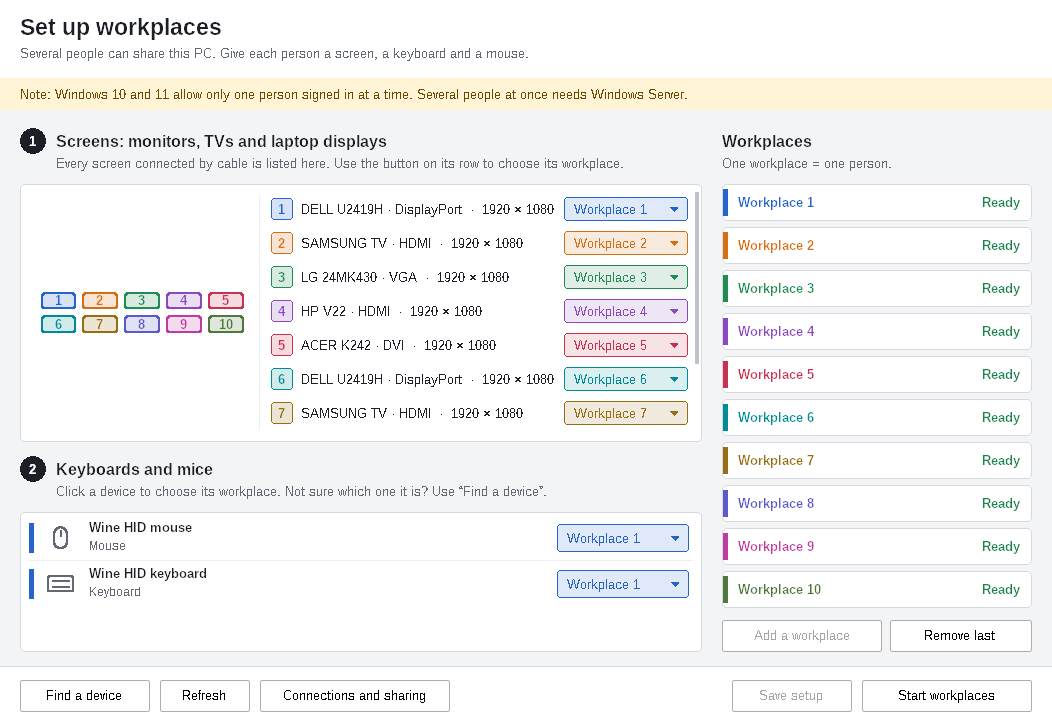 Set up workplaces
Several people can share this PC. Give each person a screen, a keyboard and a mouse.
Note: Windows 10 and 11 allow only one person signed in at a time. Several people at once needs Windows Server.
1 Screens: monitors, TVs and laptop displays
Every screen connected by cable is listed here. Use the button on its row to choose its workplace.
1 2 3 4 5
6 7 8 9 10
1 DELL U2419H · DisplayPort · 1920 × 1080 Workplace 1
2 SAMSUNG TV · HDMI · 1920 × 1080 Workplace 2
3 LG 24MK430 · VGA · 1920 × 1080 Workplace 3
4 HP V22 · HDMI · 1920 × 1080 Workplace 4
5 ACER K242 · DVI · 1920 × 1080 Workplace 5
6 DELL U2419H · DisplayPort · 1920 × 1080 Workplace 6
7 SAMSUNG TV · HDMI · 1920 × 1080 Workplace 7
2 Keyboards and mice
Click a device to choose its workplace. Not sure which one it is? Use “Find a device”.
Wine HID mouse
Mouse
Workplace 1
Wine HID keyboard
Keyboard
Workplace 1
Workplaces
One workplace = one person.
Workplace 1 Ready
Workplace 2 Ready
Workplace 3 Ready
Workplace 4 Ready
Workplace 5 Ready
Workplace 6 Ready
Workplace 7 Ready
Workplace 8 Ready
Workplace 9 Ready
Workplace 10 Ready
Add a workplace Remove last
Find a device Refresh Connections and sharing Save setup Start workplaces